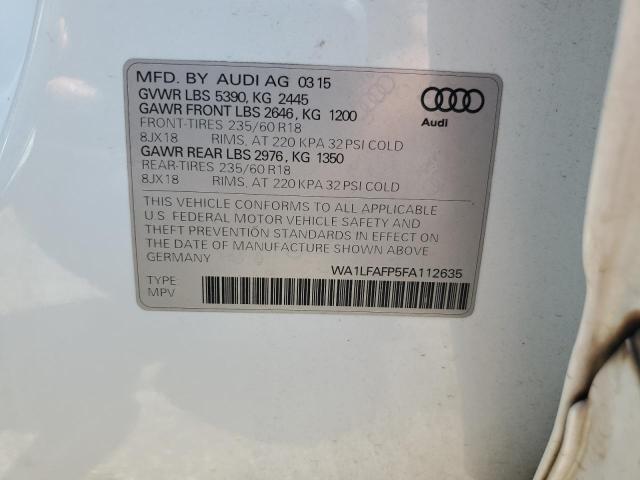 MFD. BY AUDI AG 03 15
GVWR LBS 5390, KG 2445
GAWR FRONT LBS 2646, KG 1200
FRONT-TIRES 235/60 R18
8JX18 RIMS, AT 220 KPA 32 PSI COLD
GAWR REAR LBS 2976, KG 1350
REAR-TIRES 235/60 R18
8JX18 RIMS, AT 220 KPA 32 PSI COLD
Audi
THIS VEHICLE CONFORMS TO ALL APPLICABLE
U.S. FEDERAL MOTOR VEHICLE SAFETY AND
THEFT PREVENTION STANDARDS IN EFFECT ON
THE DATE OF MANUFACTURE SHOWN ABOVE
GERMANY
WA1LFAFP5FA112635
TYPE
MPV